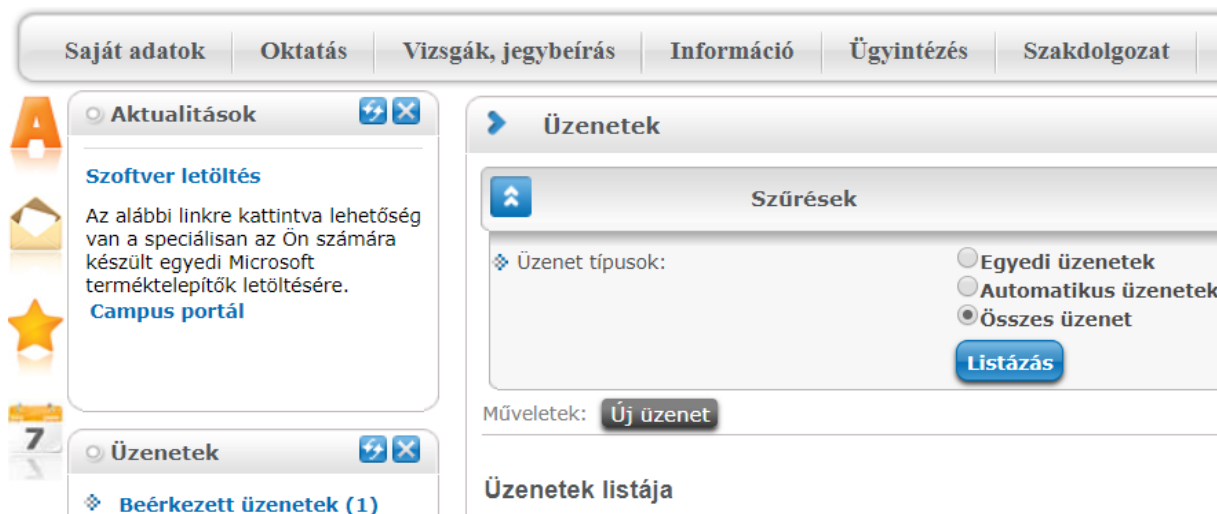 Saját adatok
Oktatás
Vizsgák, jegybeírás
Információ
Ügyintézés
Szakdolgozat
A
7
Aktualitások
Szoftver letöltés
Az alábbi linkre kattintva lehetőség
van a speciálisan az Ön számára
készült egyedi Microsoft
terméktelepítők letöltésére.
Campus portál
Üzenetek
Beérkezett üzenetek (1)
Üzenetek
Szűrések
Üzenet típusok:
Egyedi üzenetek
Automatikus üzenetek
Összes üzenet
Listázás
Műveletek: Új üzenet
Üzenetek listája